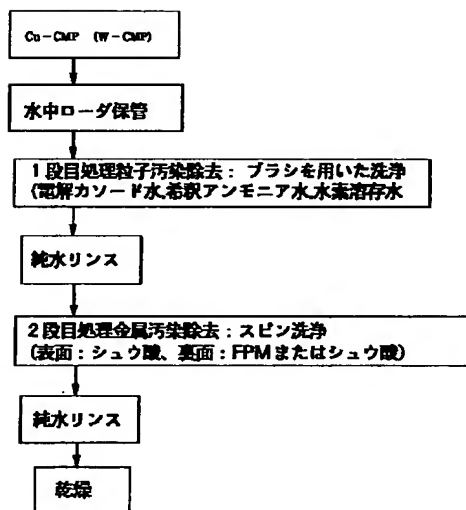 Cu-CMP (W-CMP)
水中ローダ保管
1段目処理粒子汚染除去：ブラシを用いた洗浄
(電解カソード水,希釈アンモニア水,水素溶存水
純水リンス
2段目処理金属汚染除去：スピン洗浄
(表面：シュウ酸、裏面：FPMまたはシュウ酸)
純水リンス
乾燥